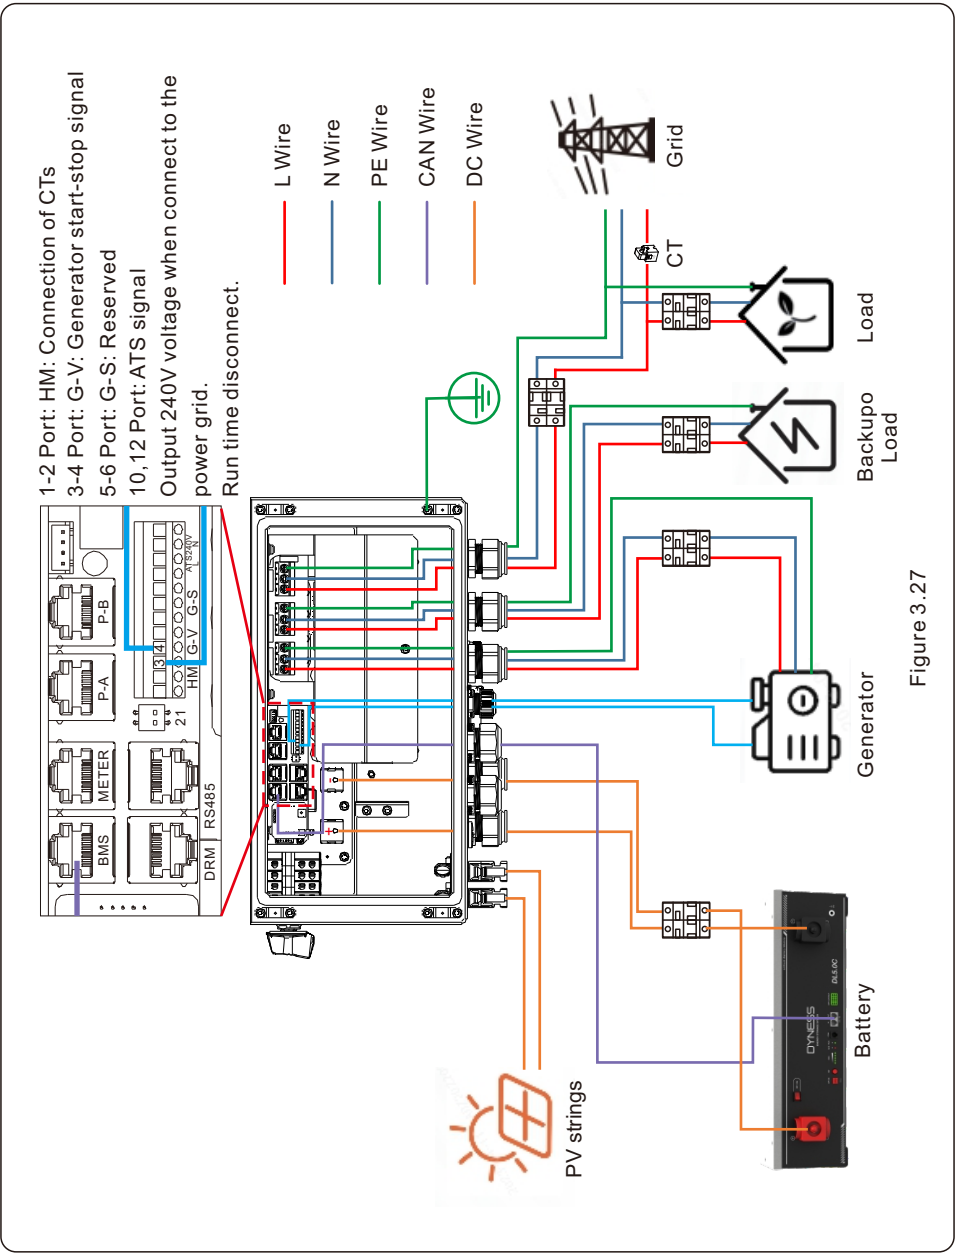 1-2 Port: HM: Connection of CTs
3-4 Port: G-V: Generator start-stop signal
5-6 Port: G-S: Reserved
10,12 Port: ATS signal
Output 240V voltage when connect to the
power grid.
Run time disconnect.
L Wire
N Wire
PE Wire
CAN Wire
DC Wire
BMS
METER
P-A
P-B
DRM
RS485
21
3 4
HM
G-V
G-S
ATS240V
L N
Grid
CT
Load
Backupo
Load
Generator
Battery
DYNESS
DL5.0C
PV strings
Figure 3.27